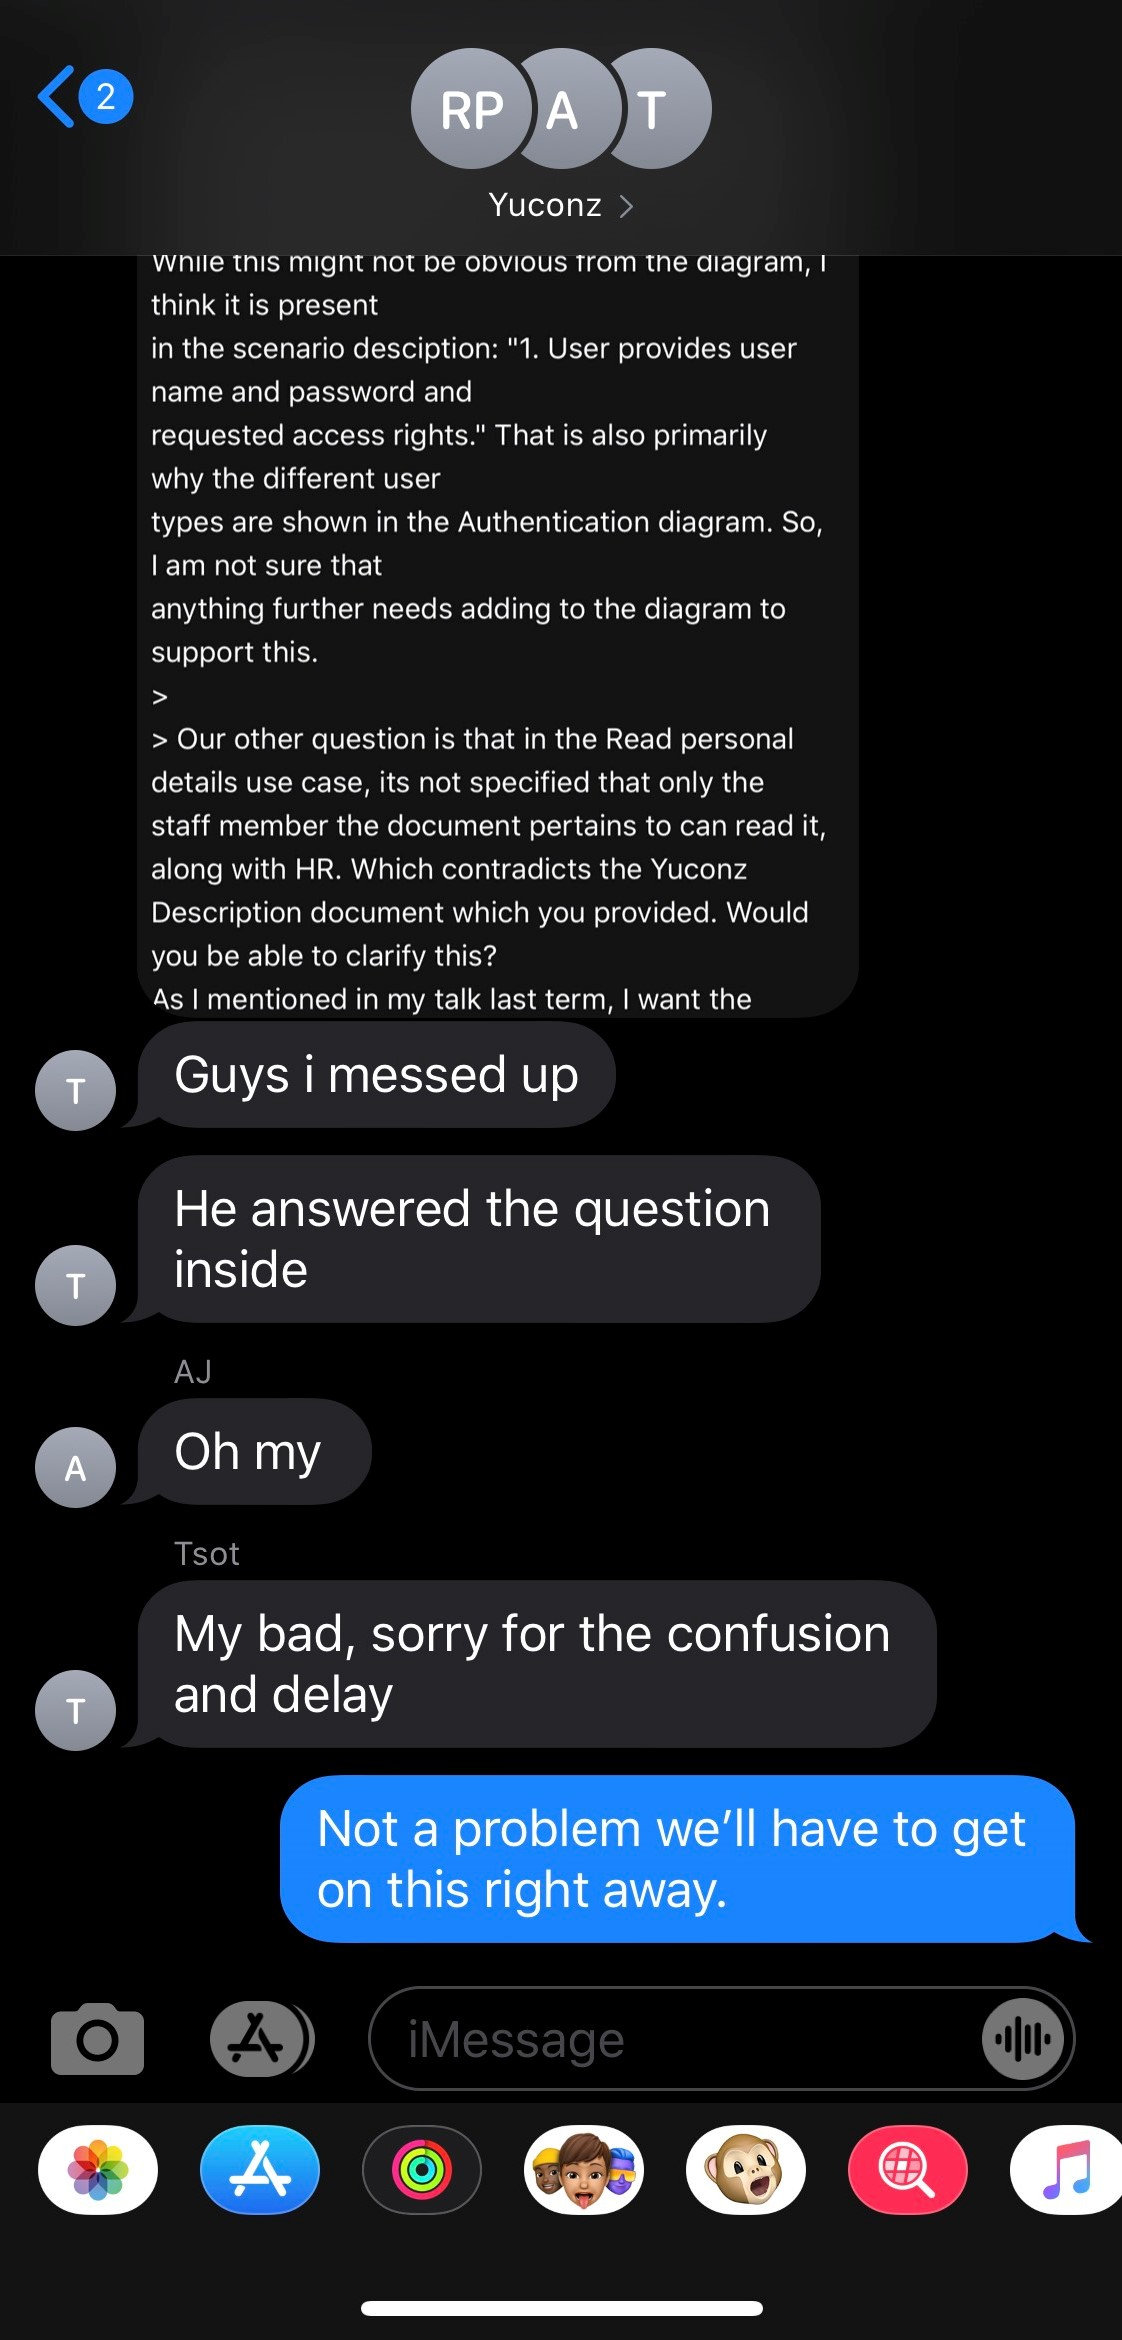 2
RP A T
Yuconz
While this might not be obvious from the diagram, I
think it is present
in the scenario desciption: "1. User provides user
name and password and
requested access rights." That is also primarily
why the different user
types are shown in the Authentication diagram. So,
I am not sure that
anything further needs adding to the diagram to
support this.
>
> Our other question is that in the Read personal
details use case, its not specified that only the
staff member the document pertains to can read it,
along with HR. Which contradicts the Yuconz
Description document which you provided. Would
you be able to clarify this?
As I mentioned in my talk last term, I want the
T
Guys i messed up
T
He answered the question
inside
AJ
A
Oh my
Tsot
T
My bad, sorry for the confusion
and delay
Not a problem we’ll have to get
on this right away.
iMessage